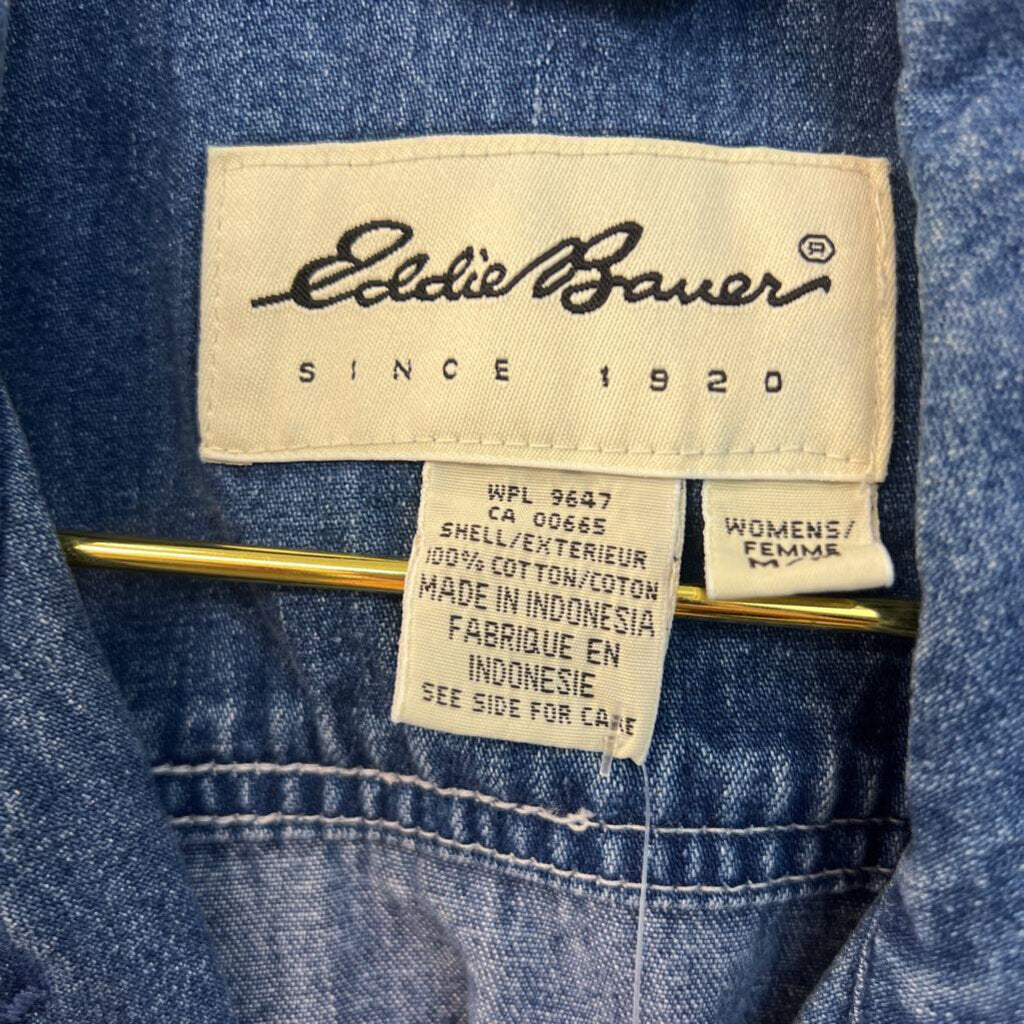 Eddie Bauer ®
SINCE 1920
WPL 9647
CA 00665
SHELL/EXTERIEUR
100% COTTON/COTON
MADE IN INDONESIA
FABRIQUE EN
INDONESIE
SEE SIDE FOR CARE
WOMENS/
FEMME